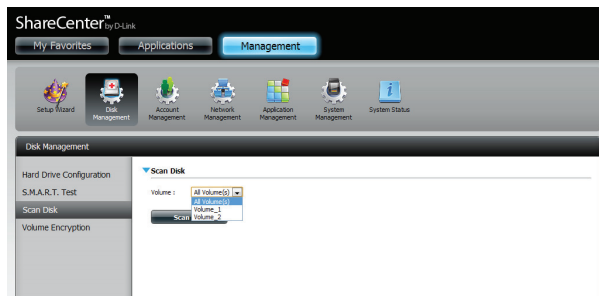 ShareCenter™ by D-Link
My Favorites Applications Management
Setup Wizard Disk Management Account Management Network Management Application Management System Management System Status
Disk Management
Hard Drive Configuration
S.M.A.R.T. Test
Scan Disk
Volume Encryption
Scan Disk
Volume : All Volume(s)
All Volume(s)
Volume_1
Volume_2
Scan